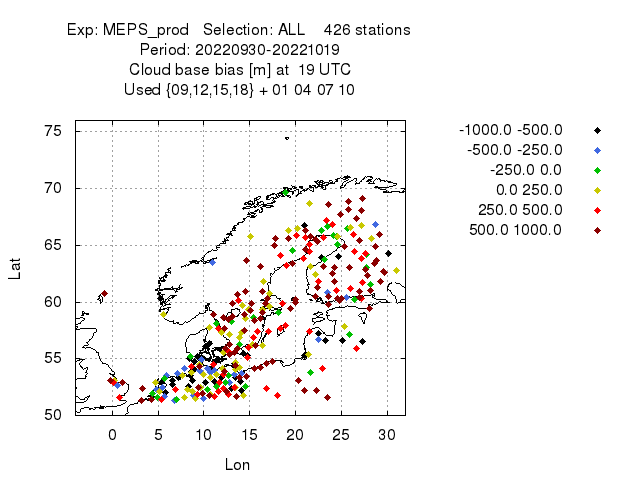 Exp: MEPS_prod   Selection: ALL    426 stations
Period: 20220930-20221019
Cloud base bias [m] at  19 UTC
Used {09,12,15,18} + 01 04 07 10
-1000.0 -500.0
-500.0 -250.0
-250.0 0.0
0.0 250.0
250.0 500.0
500.0 1000.0
75
70
65
60
55
50
Lat
0 5 10 15 20 25 30
Lon